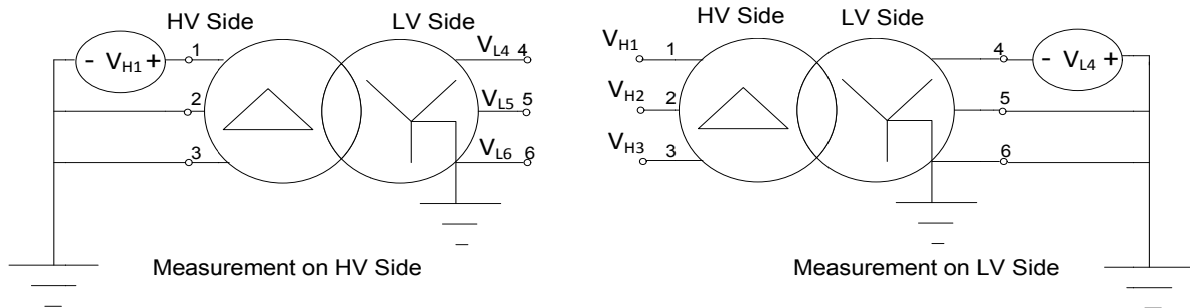 HV Side
LV Side
- V_H1 +
1
V_L4 4
2
V_L5 5
3
V_L6 6
Measurement on HV Side
HV Side
LV Side
V_H1
1
4
- V_L4 +
V_H2
2
5
V_H3
3
6
Measurement on LV Side